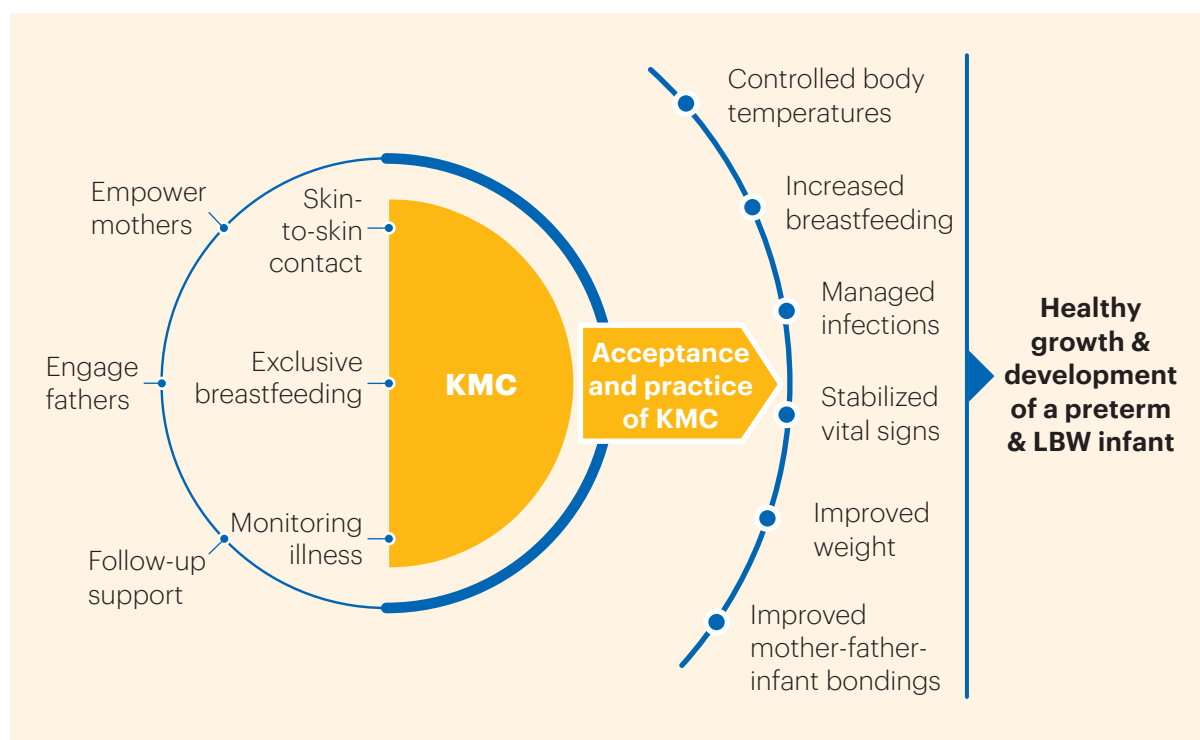 Empower
mothers
Engage
fathers
Follow-up
support
Skin-
to-skin
contact
Exclusive
breastfeeding
Monitoring
illness
KMC
Acceptance
and practice
of KMC
Controlled body
temperatures
Increased
breastfeeding
Managed
infections
Stabilized
vital signs
Improved
weight
Improved
mother-father-
infant bondings
Healthy
growth &
development
of a preterm
& LBW infant